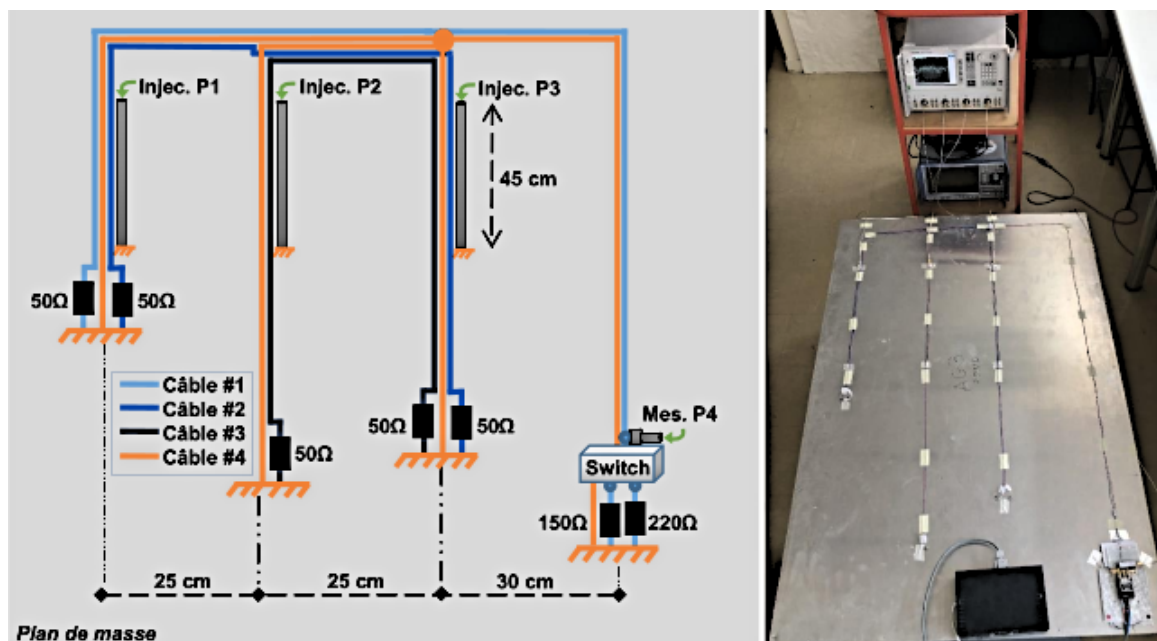 Injec. P1
Injec. P2
Injec. P3
45 cm
50Ω
50Ω
Câble #1
Câble #2
Câble #3
Câble #4
50Ω
50Ω
50Ω
Mes. P4
Switch
150Ω
220Ω
25 cm
25 cm
30 cm
Plan de masse